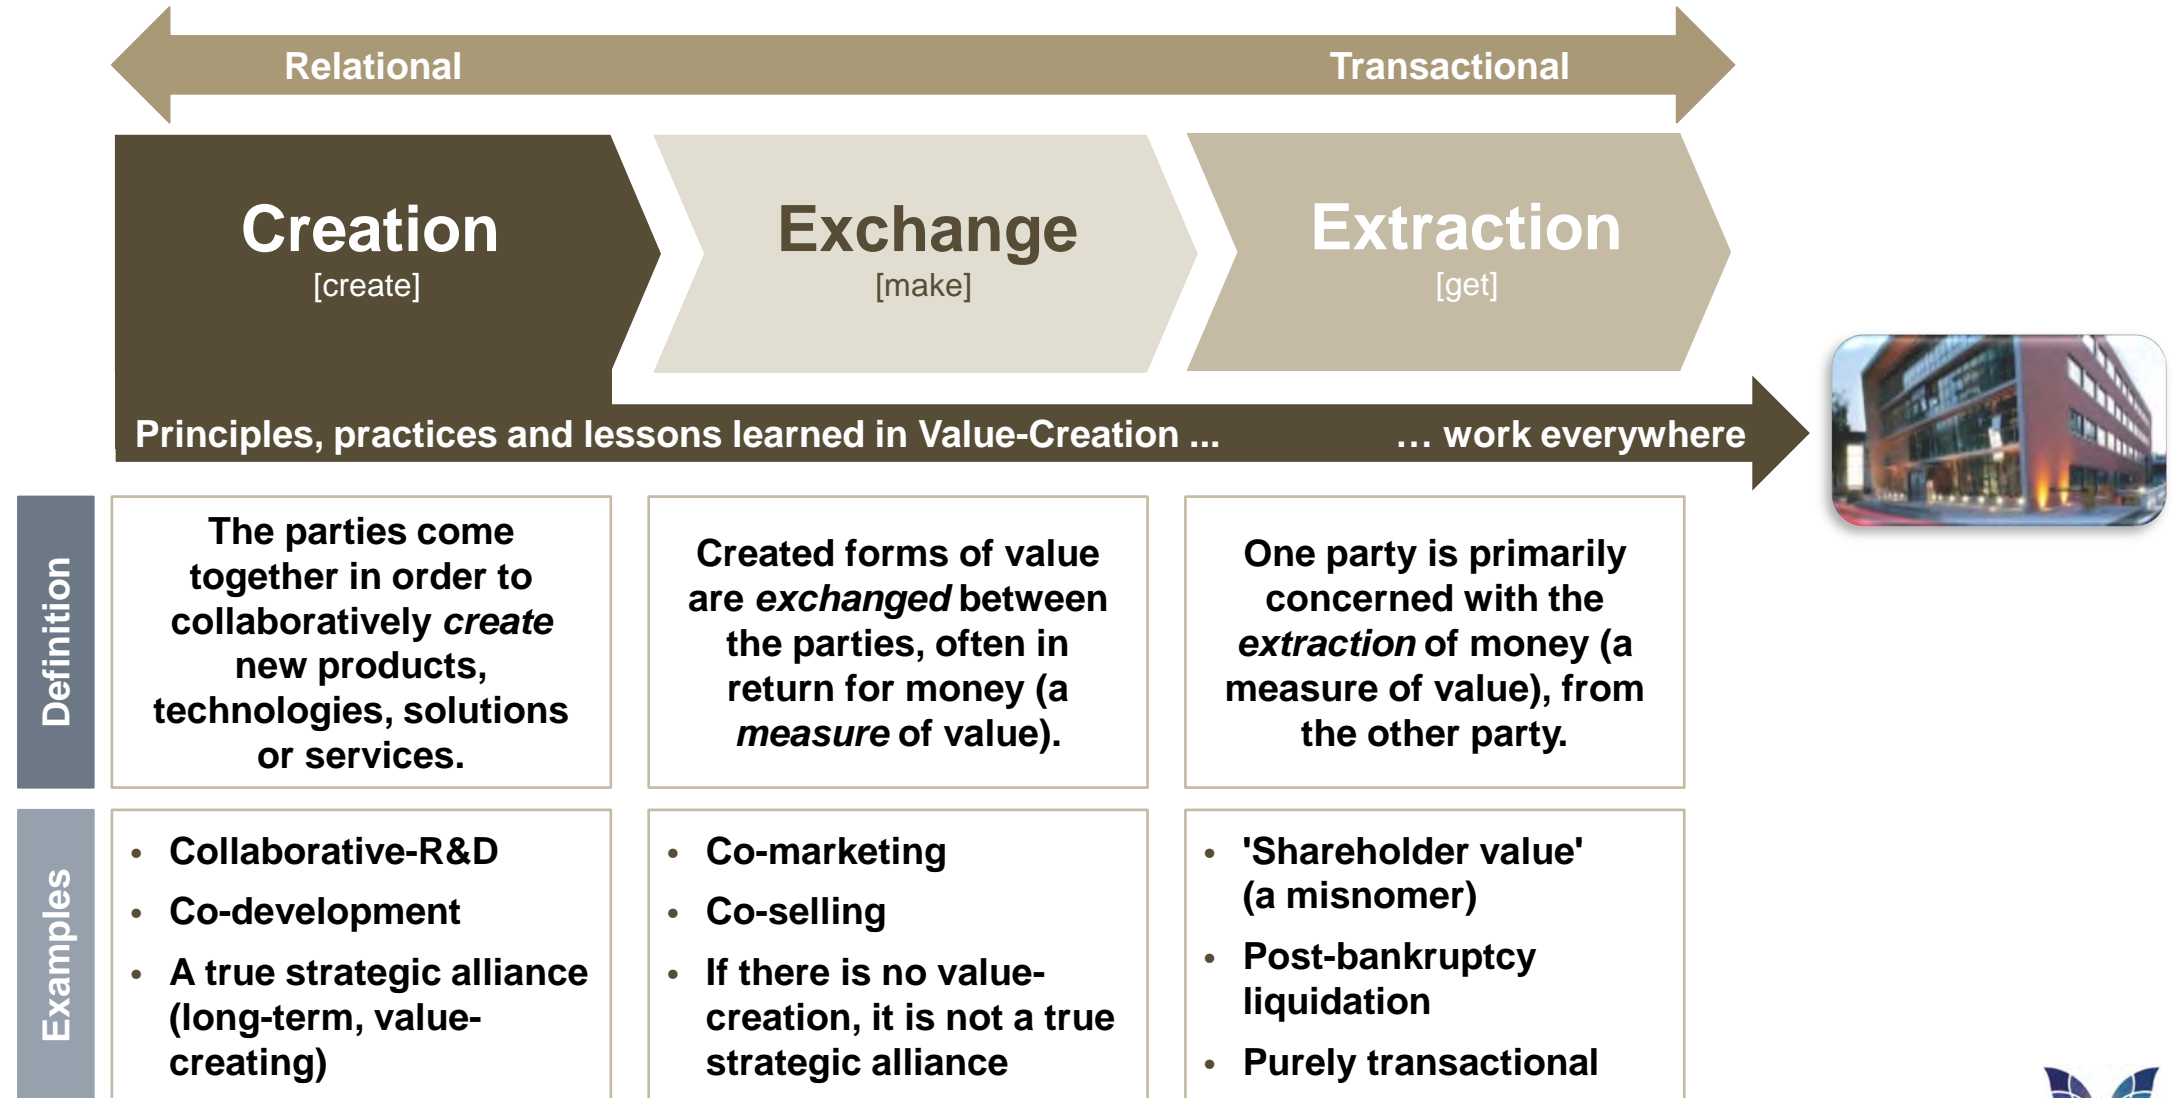 Relational Transactional
Creation
[create]
Exchange
[make]
Extraction
[get]
Principles, practices and lessons learned in Value-Creation ... … work everywhere
Definition
The parties come
together in order to
collaboratively create
new products,
technologies, solutions
or services.
Created forms of value
are exchanged between
the parties, often in
return for money (a
measure of value).
One party is primarily
concerned with the
extraction of money (a
measure of value), from
the other party.
Examples
• Collaborative-R&D
• Co-development
• A true strategic alliance
(long-term, value-
creating)
• Co-marketing
• Co-selling
• If there is no value-
creation, it is not a true
strategic alliance
• 'Shareholder value'
(a misnomer)
• Post-bankruptcy
liquidation
• Purely transactional